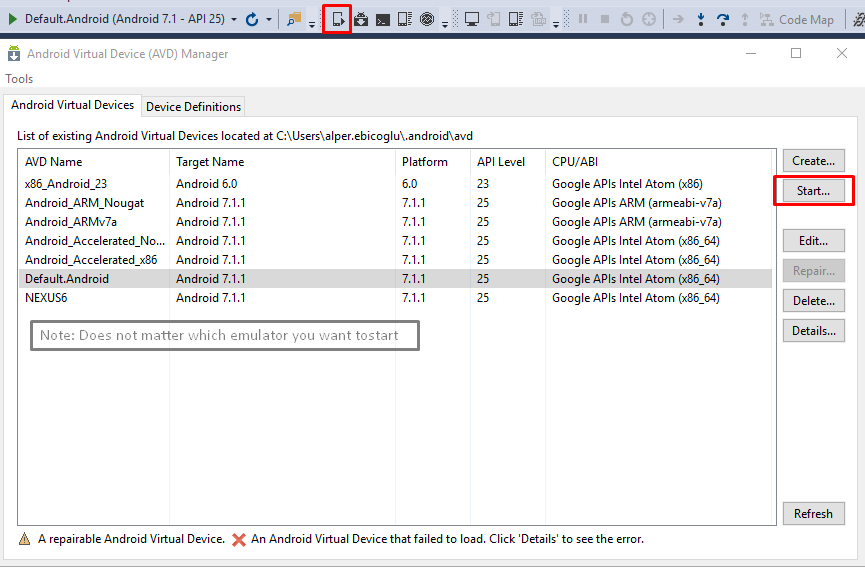 Default.Android (Android 7.1 - API 25) Code Map
Android Virtual Device (AVD) Manager
Tools
Android Virtual Devices Device Definitions
List of existing Android Virtual Devices located at C:\Users\alper.ebicoglu\.android\avd
AVD Name Target Name Platform API Level CPU/ABI Create...
x86_Android_23 Android 6.0 6.0 23 Google APIs Intel Atom (x86) Start...
Android_ARM_Nougat Android 7.1.1 7.1.1 25 Google APIs ARM (armeabi-v7a)
Android_ARMv7a Android 7.1.1 7.1.1 25 Google APIs ARM (armeabi-v7a)
Android_Accelerated_No... Android 7.1.1 7.1.1 25 Google APIs Intel Atom (x86_64) Edit...
Android_Accelerated_x86 Android 7.1.1 7.1.1 25 Google APIs Intel Atom (x86_64)
Default.Android Android 7.1.1 7.1.1 25 Google APIs Intel Atom (x86_64) Repair...
NEXUS6 Android 7.1.1 7.1.1 25 Google APIs Intel Atom (x86_64) Delete...
Note: Does not matter which emulator you want tostart Details...
Refresh
A repairable Android Virtual Device. An Android Virtual Device that failed to load. Click 'Details' to see the error.